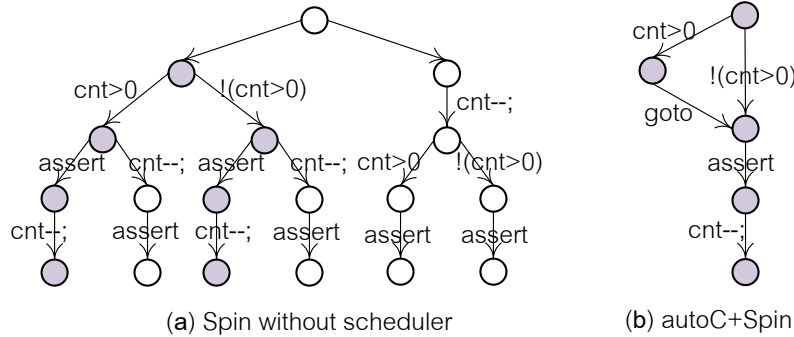 cnt>0
cnt>0 !(cnt>0) cnt--; !(cnt>0)
goto
assert cnt--; assert cnt--; cnt>0 !(cnt>0) assert
cnt--; assert cnt--; assert assert assert cnt--;
(a) Spin without scheduler (b) autoC+Spin